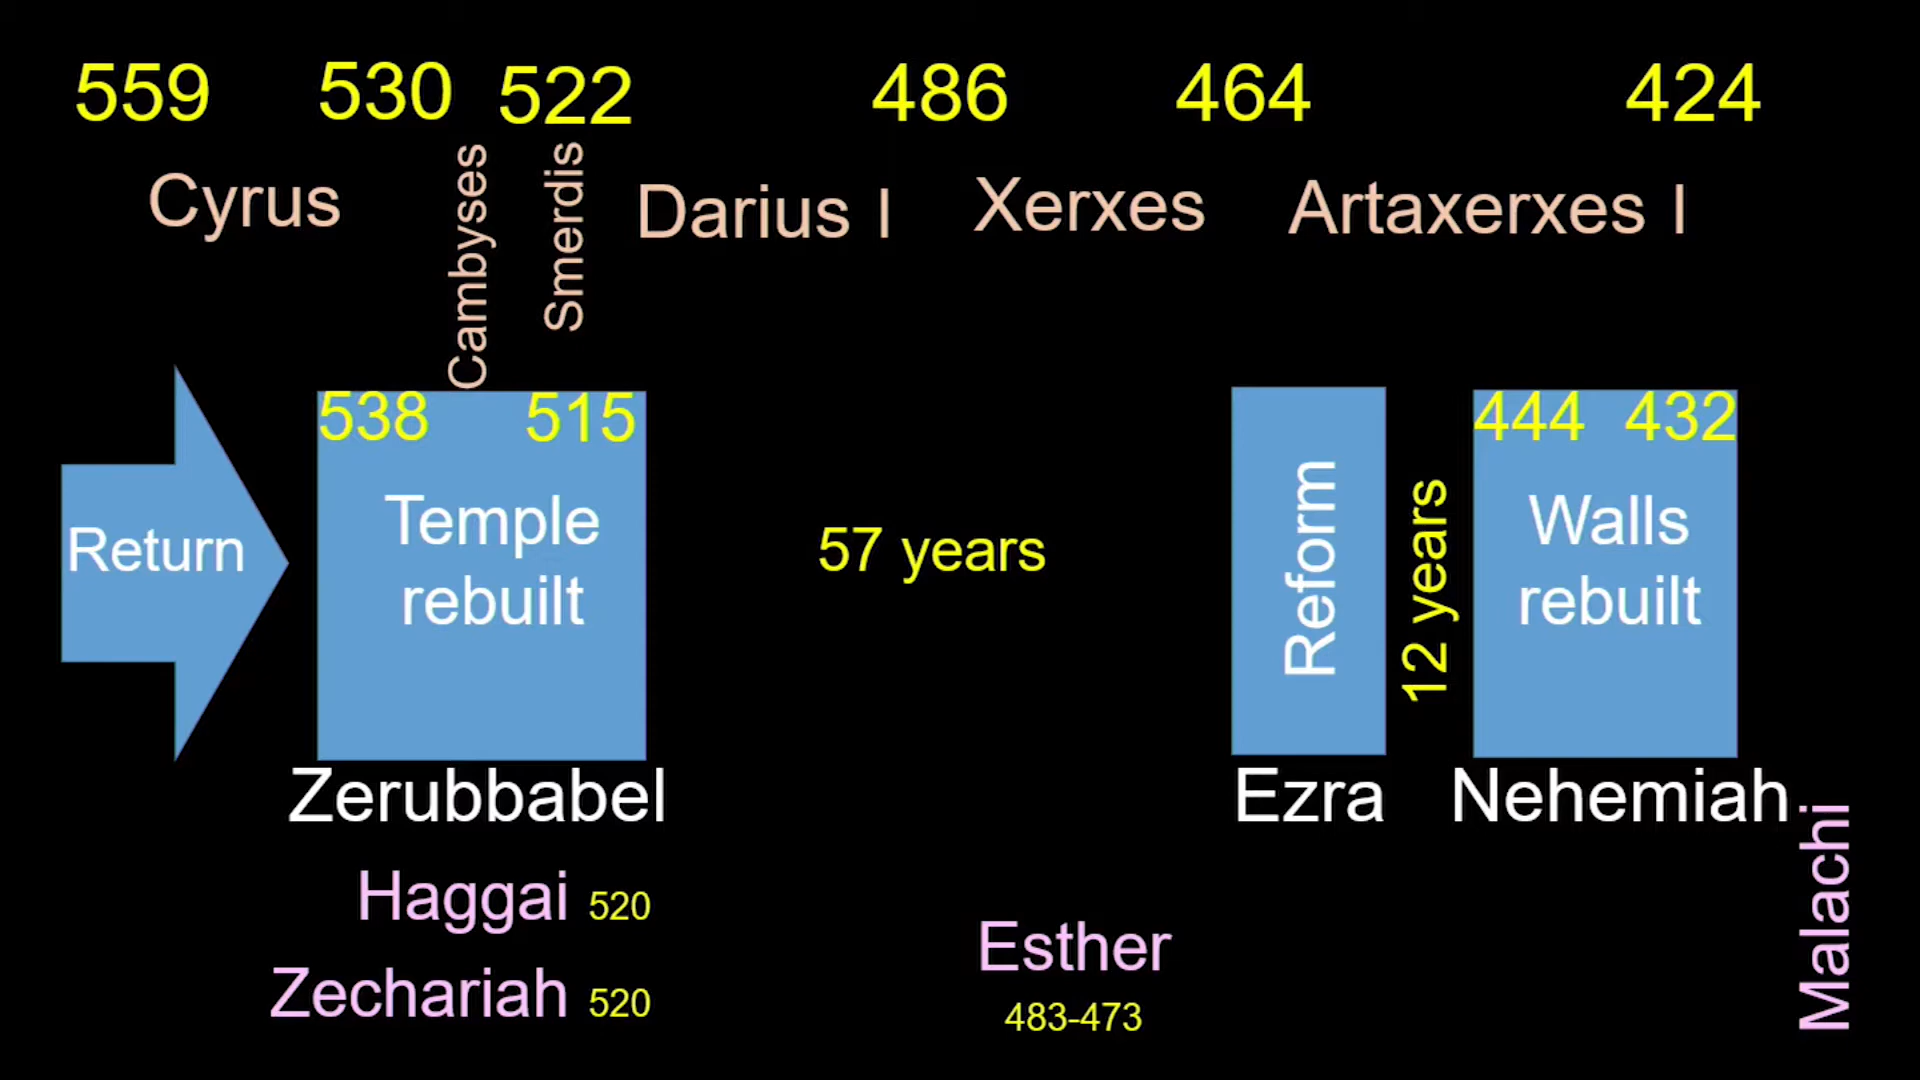 559 530 522 486 464 424
Cyrus
Cambyses
Smerdis
Darius I
Xerxes
Artaxerxes I
Return
538 515
Temple
rebuilt
57 years
Reform
12 years
444 432
Walls
rebuilt
Zerubbabel
Ezra
Nehemiah
Haggai 520
Zechariah 520
Esther
483-473
Malachi